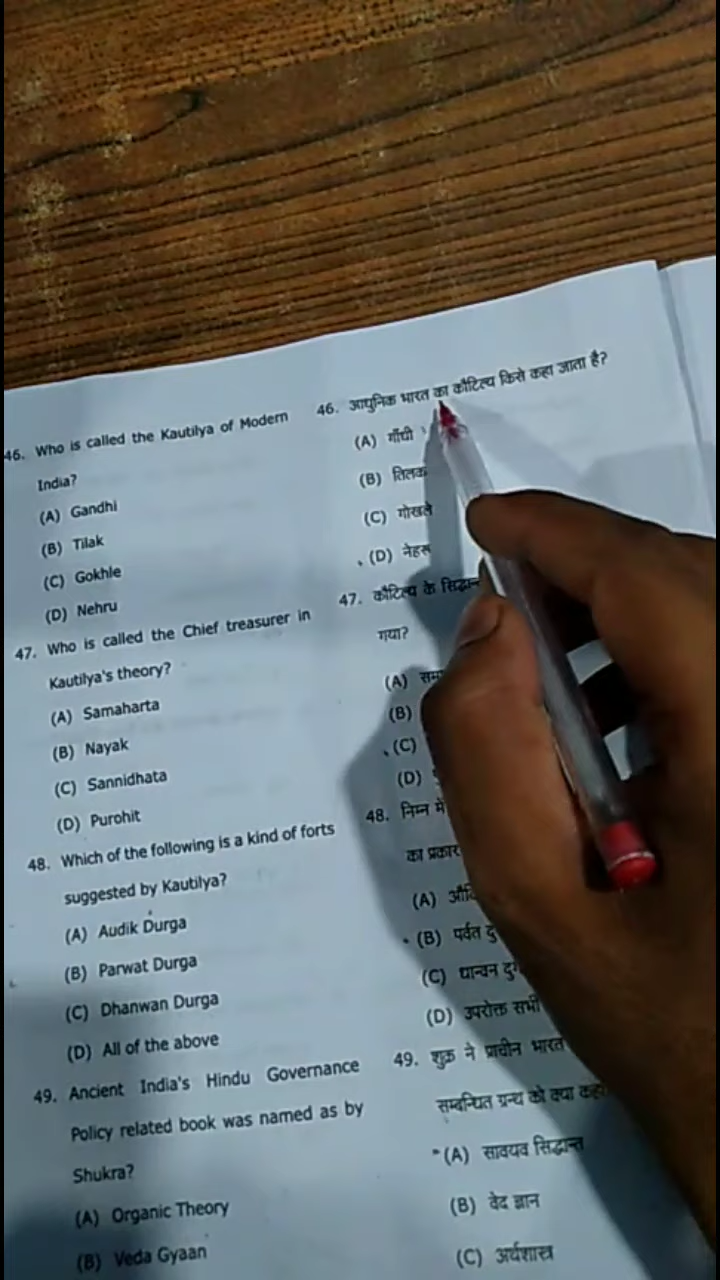 46. Who is called the Kautilya of Modern
India?
(A) Gandhi
(B) Tilak
(C) Gokhle
(D) Nehru
47. Who is called the Chief treasurer in
Kautilya's theory?
(A) Samaharta
(B) Nayak
(C) Sannidhata
(D) Purohit
48. Which of the following is a kind of forts
suggested by Kautilya?
(A) Audik Durga
(B) Parwat Durga
(C) Dhanwan Durga
(D) All of the above
49. Ancient India's Hindu Governance
Policy related book was named as by
Shukra?
(A) Organic Theory
(B) Veda Gyaan
46. आधुनिक भारत का कौटिल्य किसे कहा जाता है?
(A) गाँधी
(B) तिलक
(C) गोखले
(D) नेहरू
47. कौटिल्य के
गया?
(A)
(B)
(C)
(D)
48. निम्न में
का प्रकार
(A)
(B) पर्वत
(C) धान्वन
(D) उपरोक्त सभी
49. शुक्र ने प्राचीन भारत
सम्बन्धित ग्रन्थ को क्या
(A) सावयव सिद्धान्त
(B) वेद ज्ञान
(C) अर्थशास्त्र